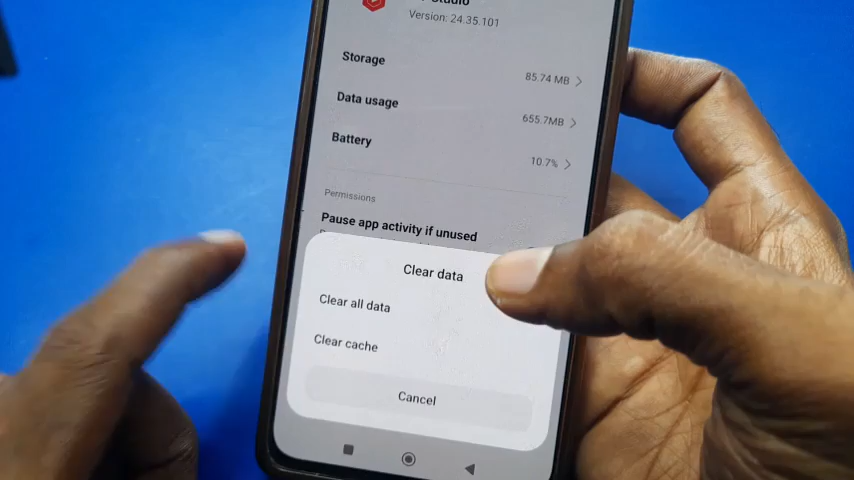 Studio
Version: 24.35.101
Storage
85.74 MB
Data usage
655.7MB
Battery
10.7%
Permissions
Pause app activity if unused
Clear data
Clear all data
Clear cache
Cancel